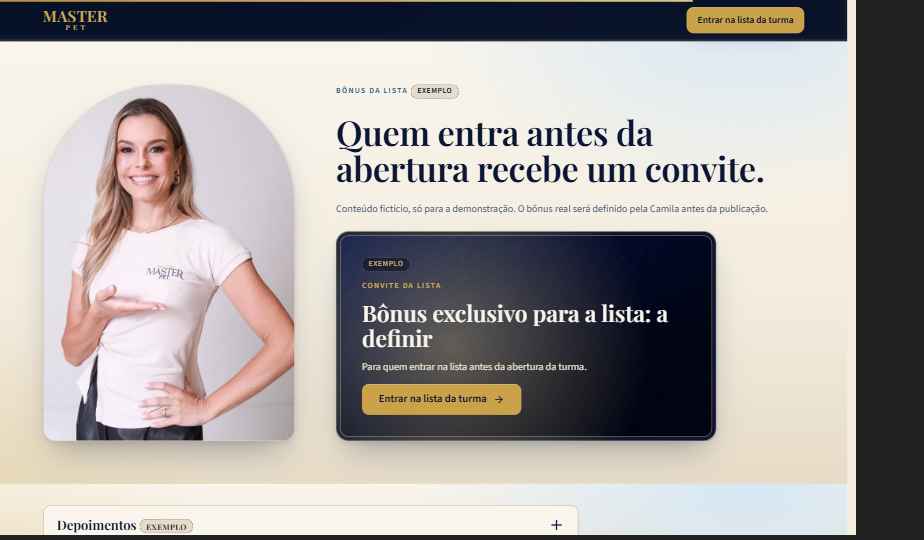 MASTER
PET
Entrar na lista da turma
BÔNUS DA LISTA EXEMPLO
Quem entra antes da
abertura recebe um convite.
Conteúdo fictício, só para a demonstração. O bônus real será definido pela Camila antes da publicação.
MASTER
PET
EXEMPLO
CONVITE DA LISTA
Bônus exclusivo para a lista: a
definir
Para quem entrar na lista antes da abertura da turma.
Entrar na lista da turma →
Depoimentos EXEMPLO +